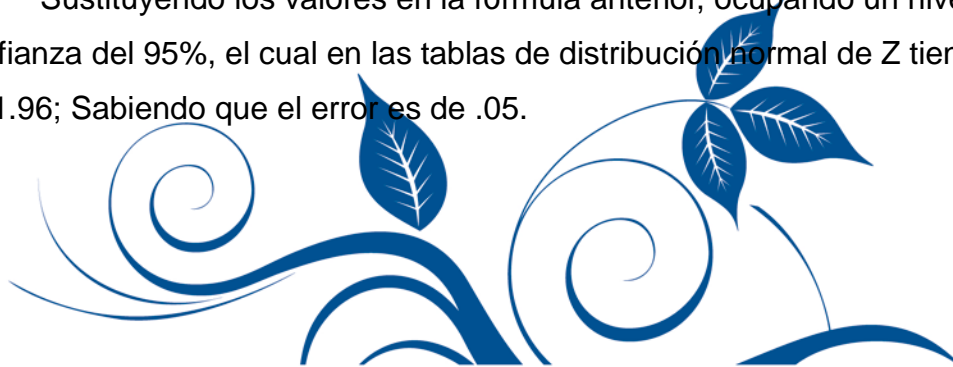 Sustituyendo los valores en la fórmula anterior, ocupando un nive
fianza del 95%, el cual en las tablas de distribución normal de Z tien
1.96; Sabiendo que el error es de .05.